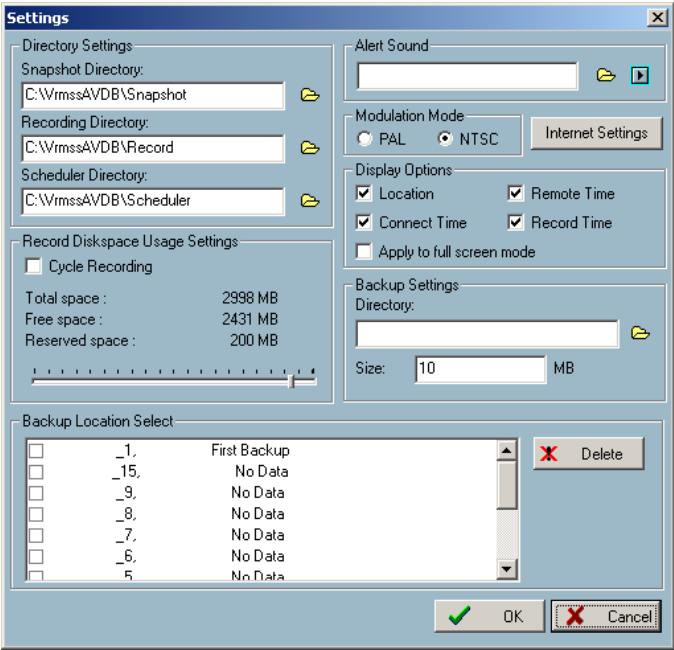 Settings
Directory Settings
Snapshot Directory:
C:\VrmssAVDB\Snapshot
Recording Directory:
C:\VrmssAVDB\Record
Scheduler Directory:
C:\VrmssAVDB\Scheduler
Record Diskspace Usage Settings
Cycle Recording
Total space : 2998 MB
Free space : 2431 MB
Reserved space : 200 MB
Alert Sound
Modulation Mode
PAL NTSC
Internet Settings
Display Options
Location Remote Time
Connect Time Record Time
Apply to full screen mode
Backup Settings
Directory:
Size: 10 MB
Backup Location Select
_1, First Backup
_15, No Data
_9, No Data
_8, No Data
_7, No Data
_6, No Data
_5, No Data
Delete
OK Cancel